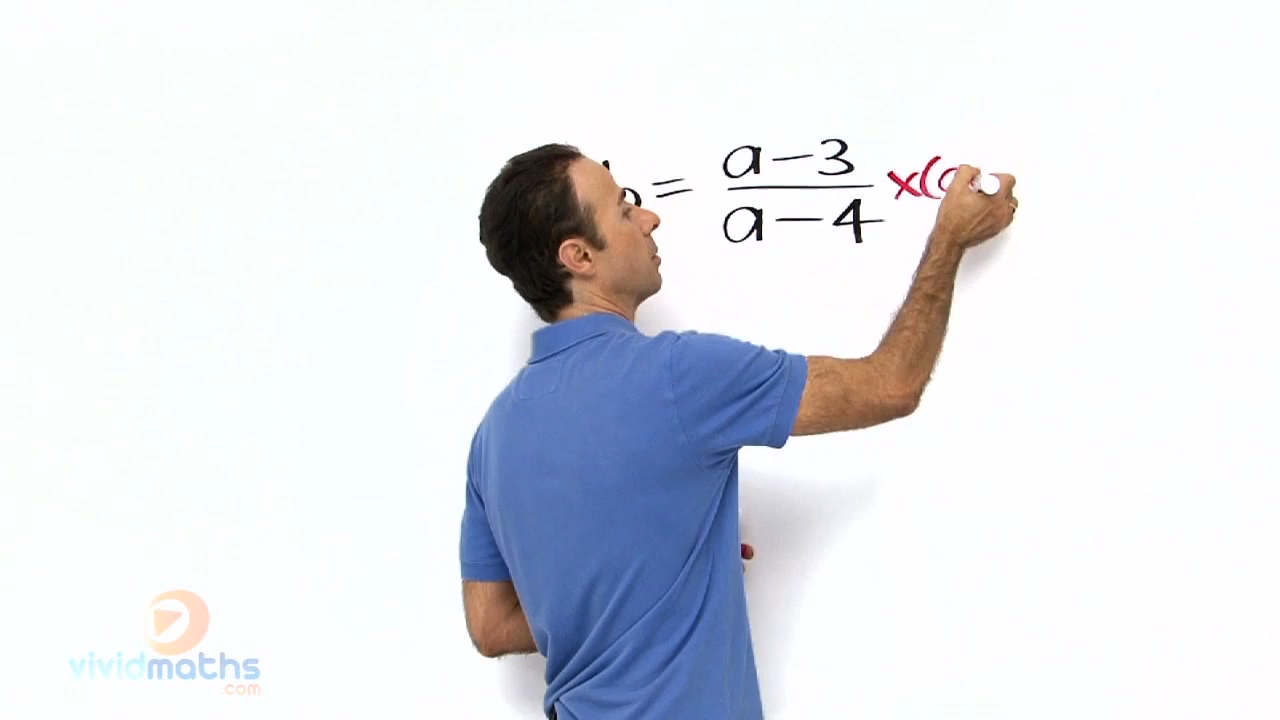 b = a - 3 x(a
a - 4
vividmaths
.com